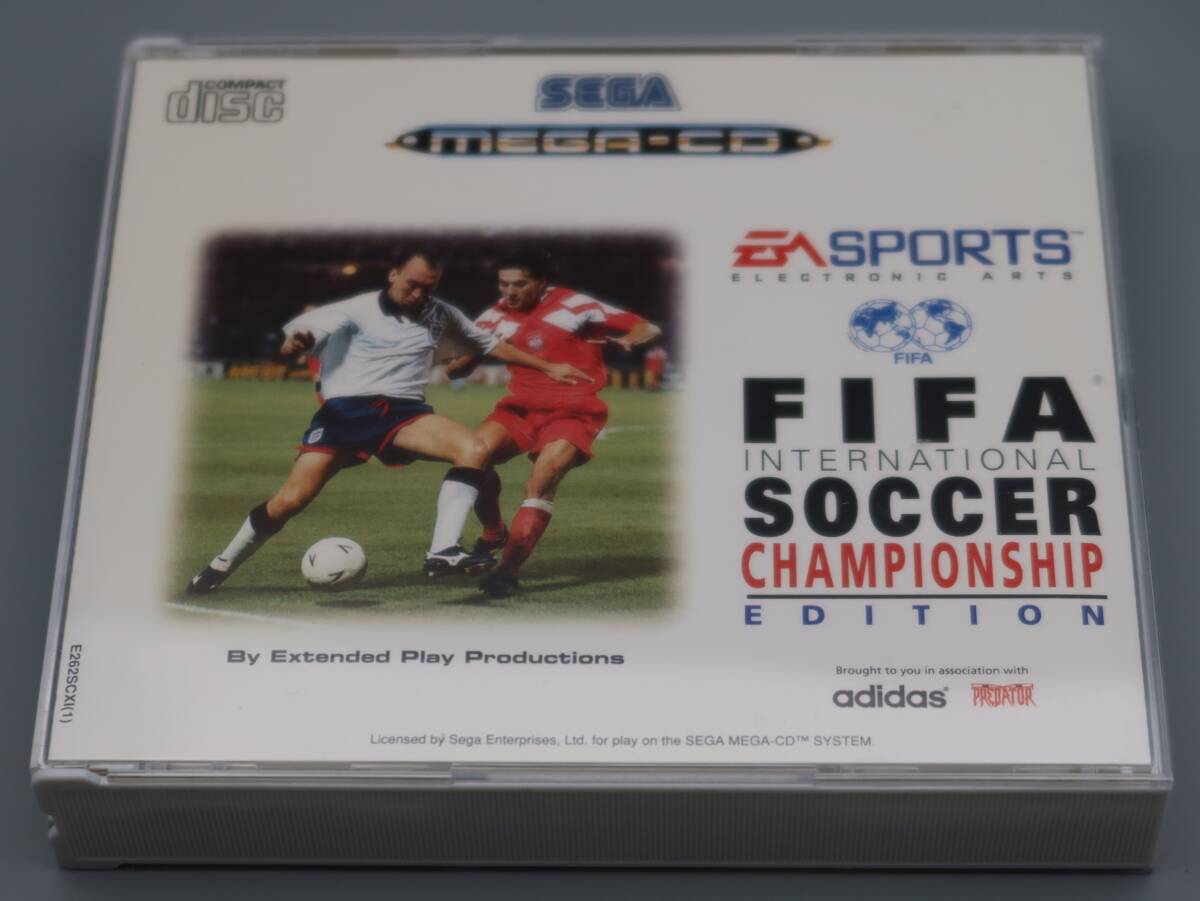 COMPACT
disc
SEGA
MEGA-CD
EA SPORTS™
ELECTRONIC ARTS
FIFA
FIFA
INTERNATIONAL
SOCCER
CHAMPIONSHIP
EDITION
By Extended Play Productions
E262SCXI(1)
Brought to you in association with
adidas® PREDATOR
Licensed by Sega Enterprises, Ltd. for play on the SEGA MEGA-CD™ SYSTEM.